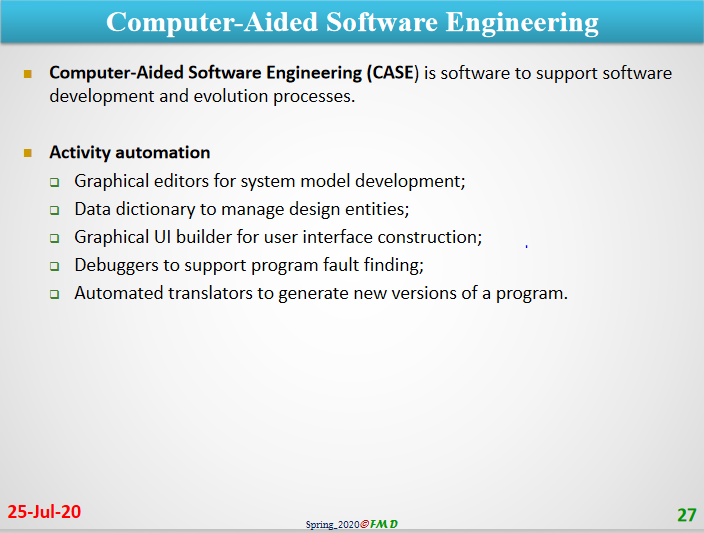 Computer-Aided Software Engineering
Computer-Aided Software Engineering (CASE) is software to support software
development and evolution processes.
Activity automation
Graphical editors for system model development;
Data dictionary to manage design entities;
Graphical UI builder for user interface construction;
Debuggers to support program fault finding;
Automated translators to generate new versions of a program.
25-Jul-20
Spring_2020©FMD
27